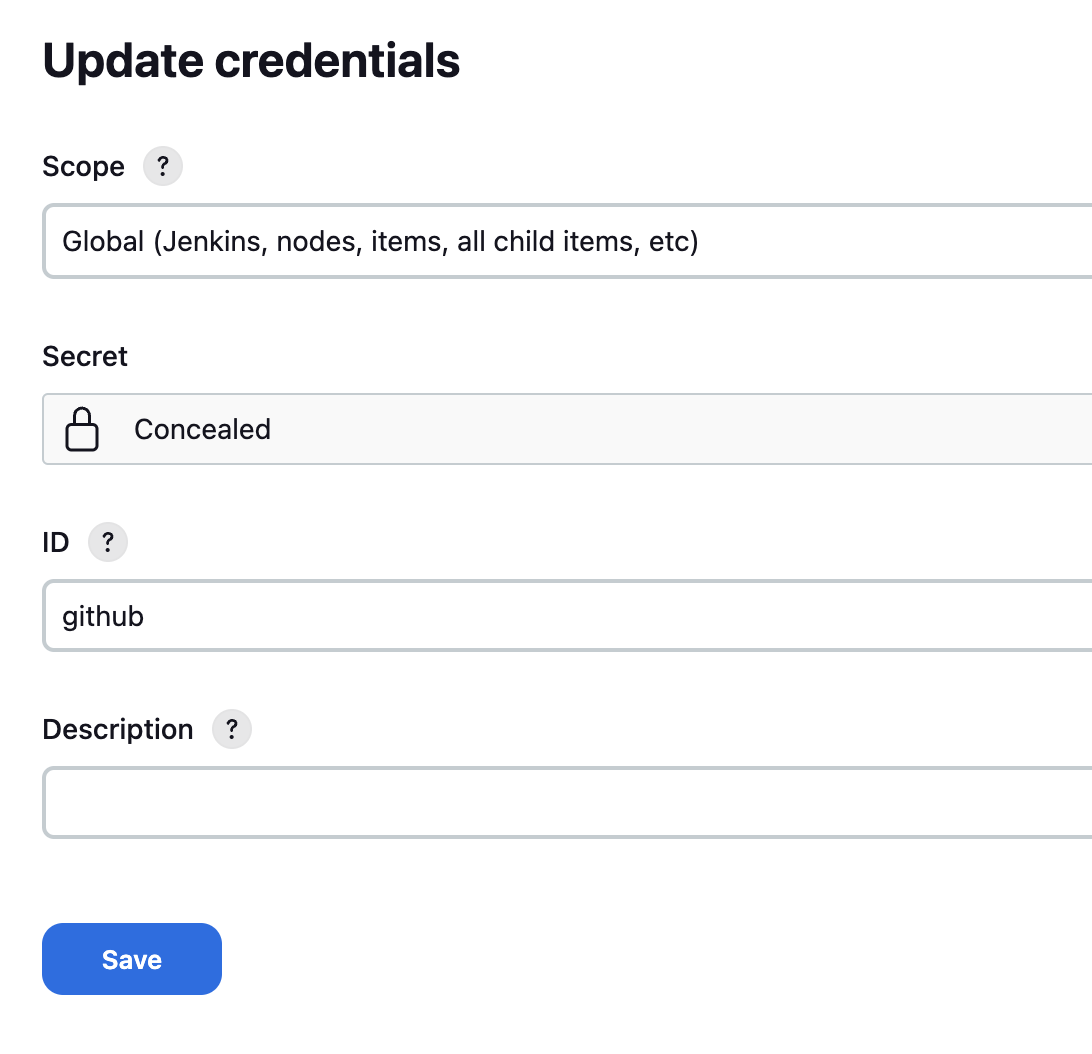 Update credentials
Scope ?
Global (Jenkins, nodes, items, all child items, etc)
Secret
Concealed
ID ?
github
Description ?
Save